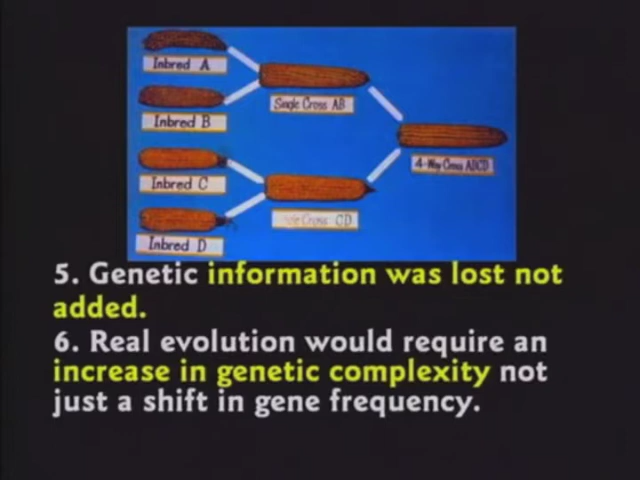 Inbred A
Single Cross AB
Inbred B
4-Way Cross ABCD
Inbred C
Cross CD
Inbred D
5. Genetic information was lost not
added.
6. Real evolution would require an
increase in genetic complexity not
just a shift in gene frequency.